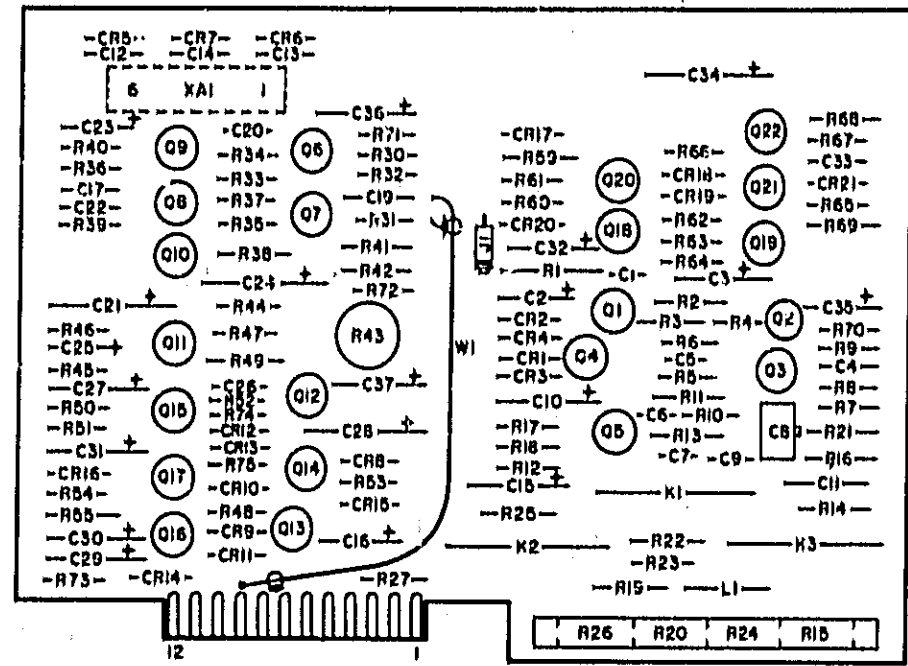 -CR5- -CR7- -CR6-
-C12- -C14- -C13-
6 XA1 1
C34 +
C36 +
C23 + Q9 -C20- Q6 -R71- -CR17- Q22 -R68-
-R40- -R34- -R30- -R59- -R66- -R67-
-R36- -R33- -R32- -R61- Q20 -CR18- Q21 -C33-
-C17- Q8 -R37- Q7 -C19- -R60- -CR19- -CR21-
-C22- -R35- -R31- J1 -CR20- Q18 -R62- Q19 -R65-
-R39- Q10 -R38- -R41- C32 + -R63- -R69-
-R42- -R1- -C1- -R64- C3 +
C24 + -R72-
C21 + -R44- C2 + Q1 -R2- Q2 C35 +
-R46- Q11 -R47- R43 W1 -CR2- -R3- -R4- -R70-
-C25- + -CR4- Q4 -R6- -R9-
-R45- -R49- -CR1- -C5- Q3 -C4-
C27 + -C26- Q12 C37 + -CR3- -R5- -R8-
-R50- Q15 -R52- C10 + -R11- -R7-
-R51- -R74- C28 + -R17- Q5 -C6- -R10- C8 -R21-
C31 + -CR12- -R18- -R13- -R16-
-CR13- -R12- -C7- -C9-
-CR16- Q17 -R75- Q14 -CR8- C15 + K1 C11
-R54- -CR10- -R53- -R25- -R14-
-R55- -R48- -CR15-
C30 + Q16 -CR9- Q13 C16 + K2 -R22- K3
C29 + -CR11- -R23-
-R73- -CR14- -R27- -R19- -L1-
12 1
R26 R20 R24 R15